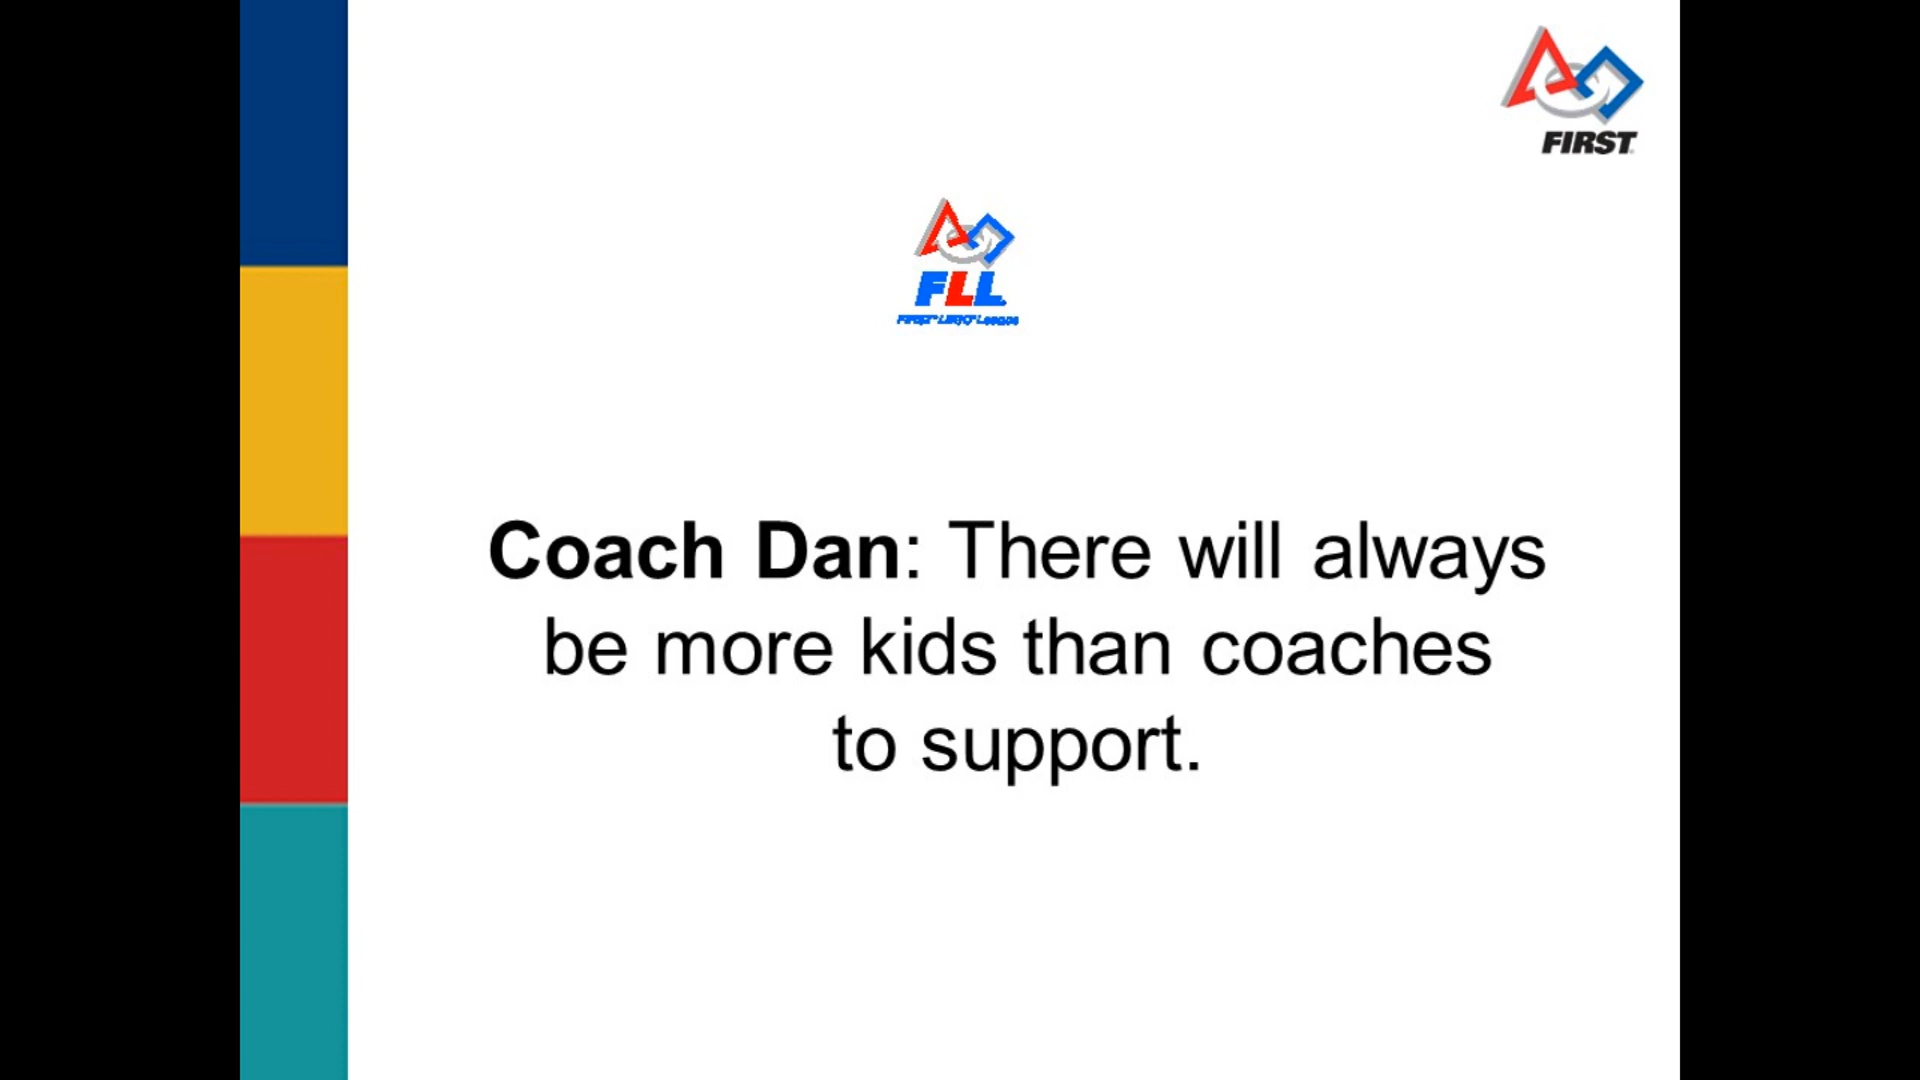 FIRST
FLL
Coach Dan: There will always
be more kids than coaches
to support.